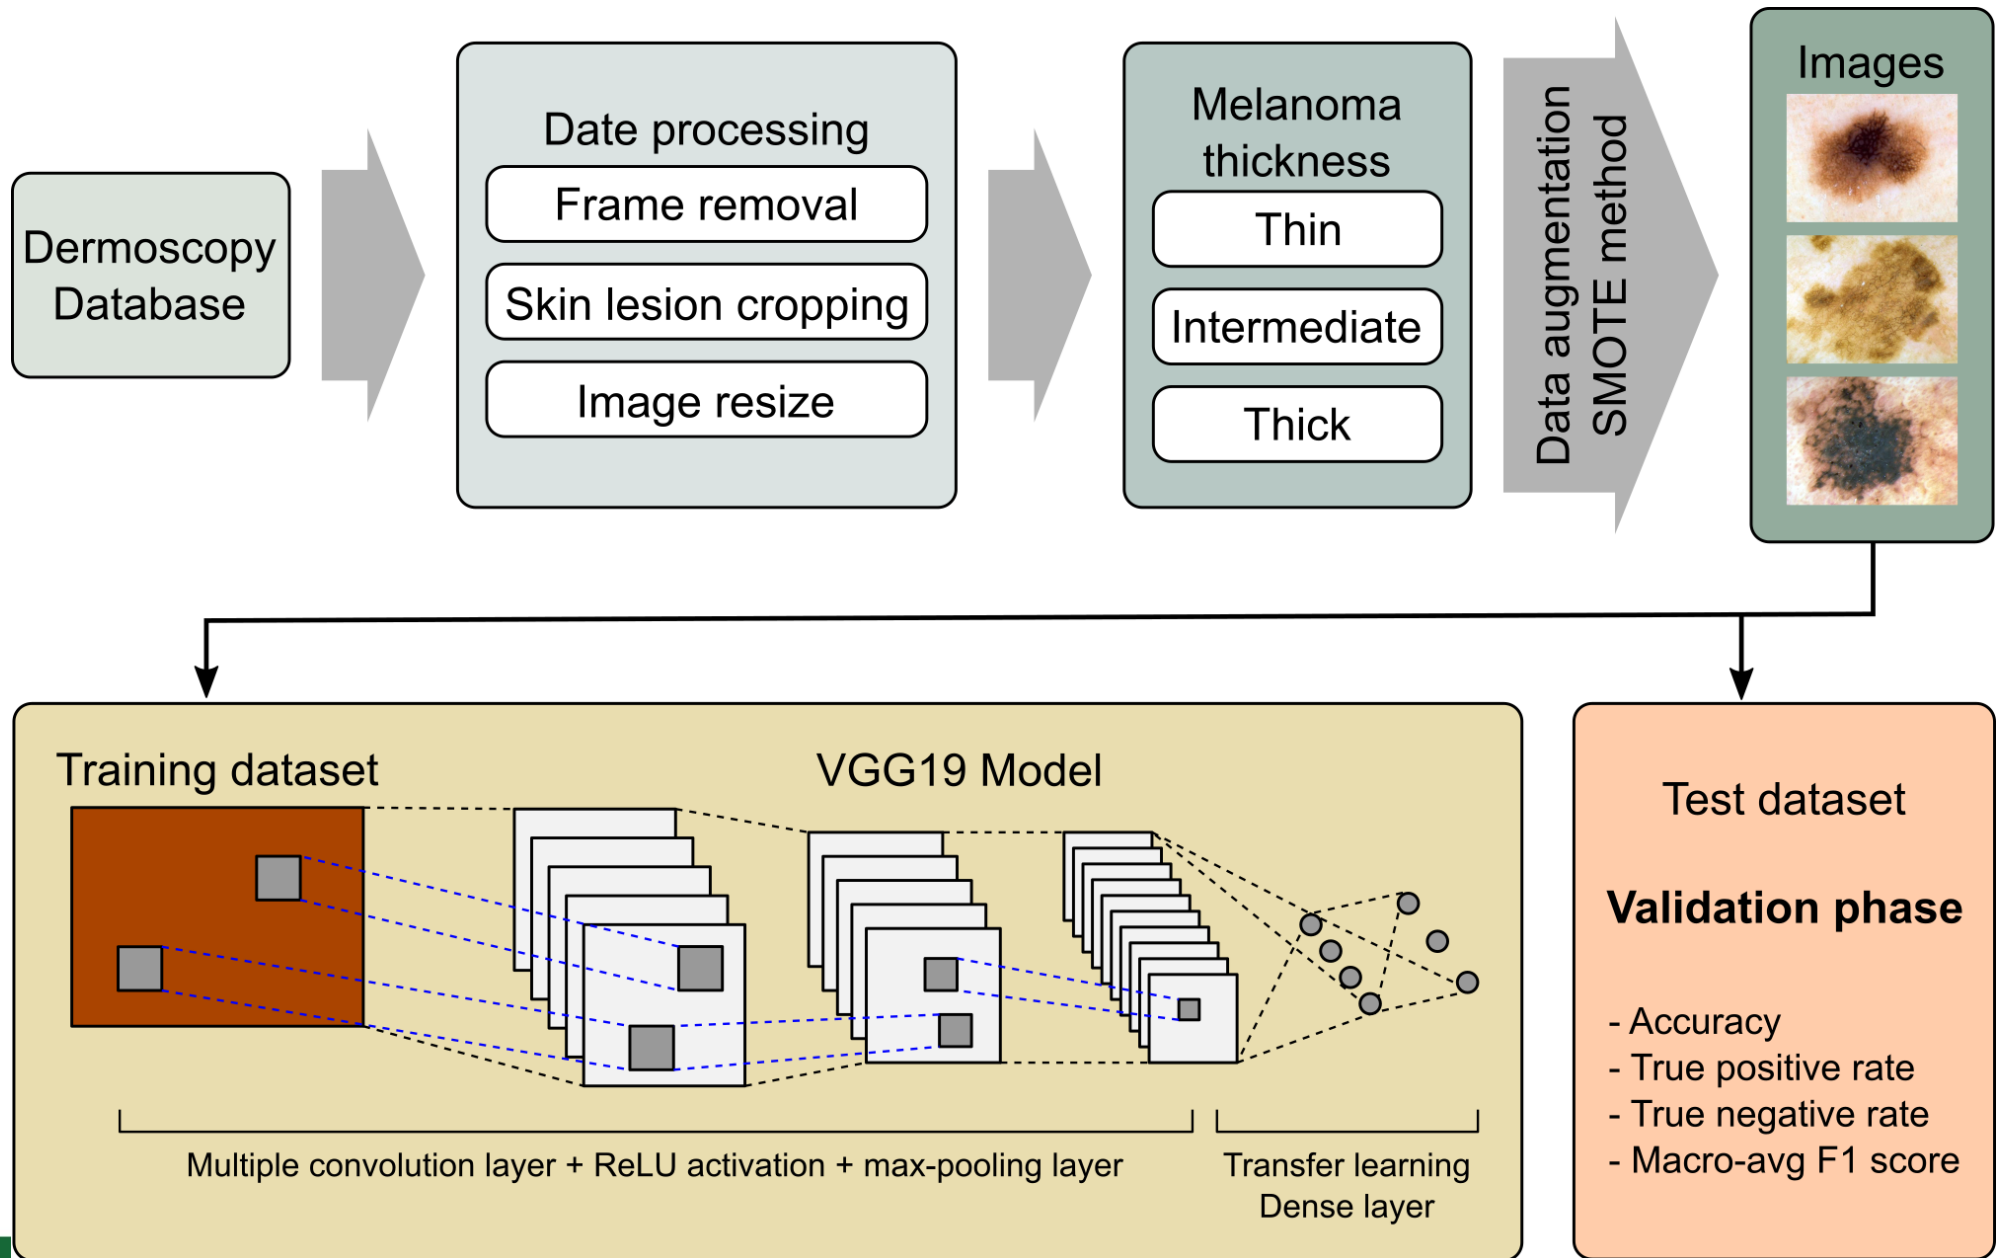 Dermoscopy
Database
Date processing
Frame removal
Skin lesion cropping
Image resize
Melanoma
thickness
Thin
Intermediate
Thick
Data augmentation
SMOTE method
Images
Training dataset
VGG19 Model
Multiple convolution layer + ReLU activation + max-pooling layer
Transfer learning
Dense layer
Test dataset
Validation phase
- Accuracy
- True positive rate
- True negative rate
- Macro-avg F1 score